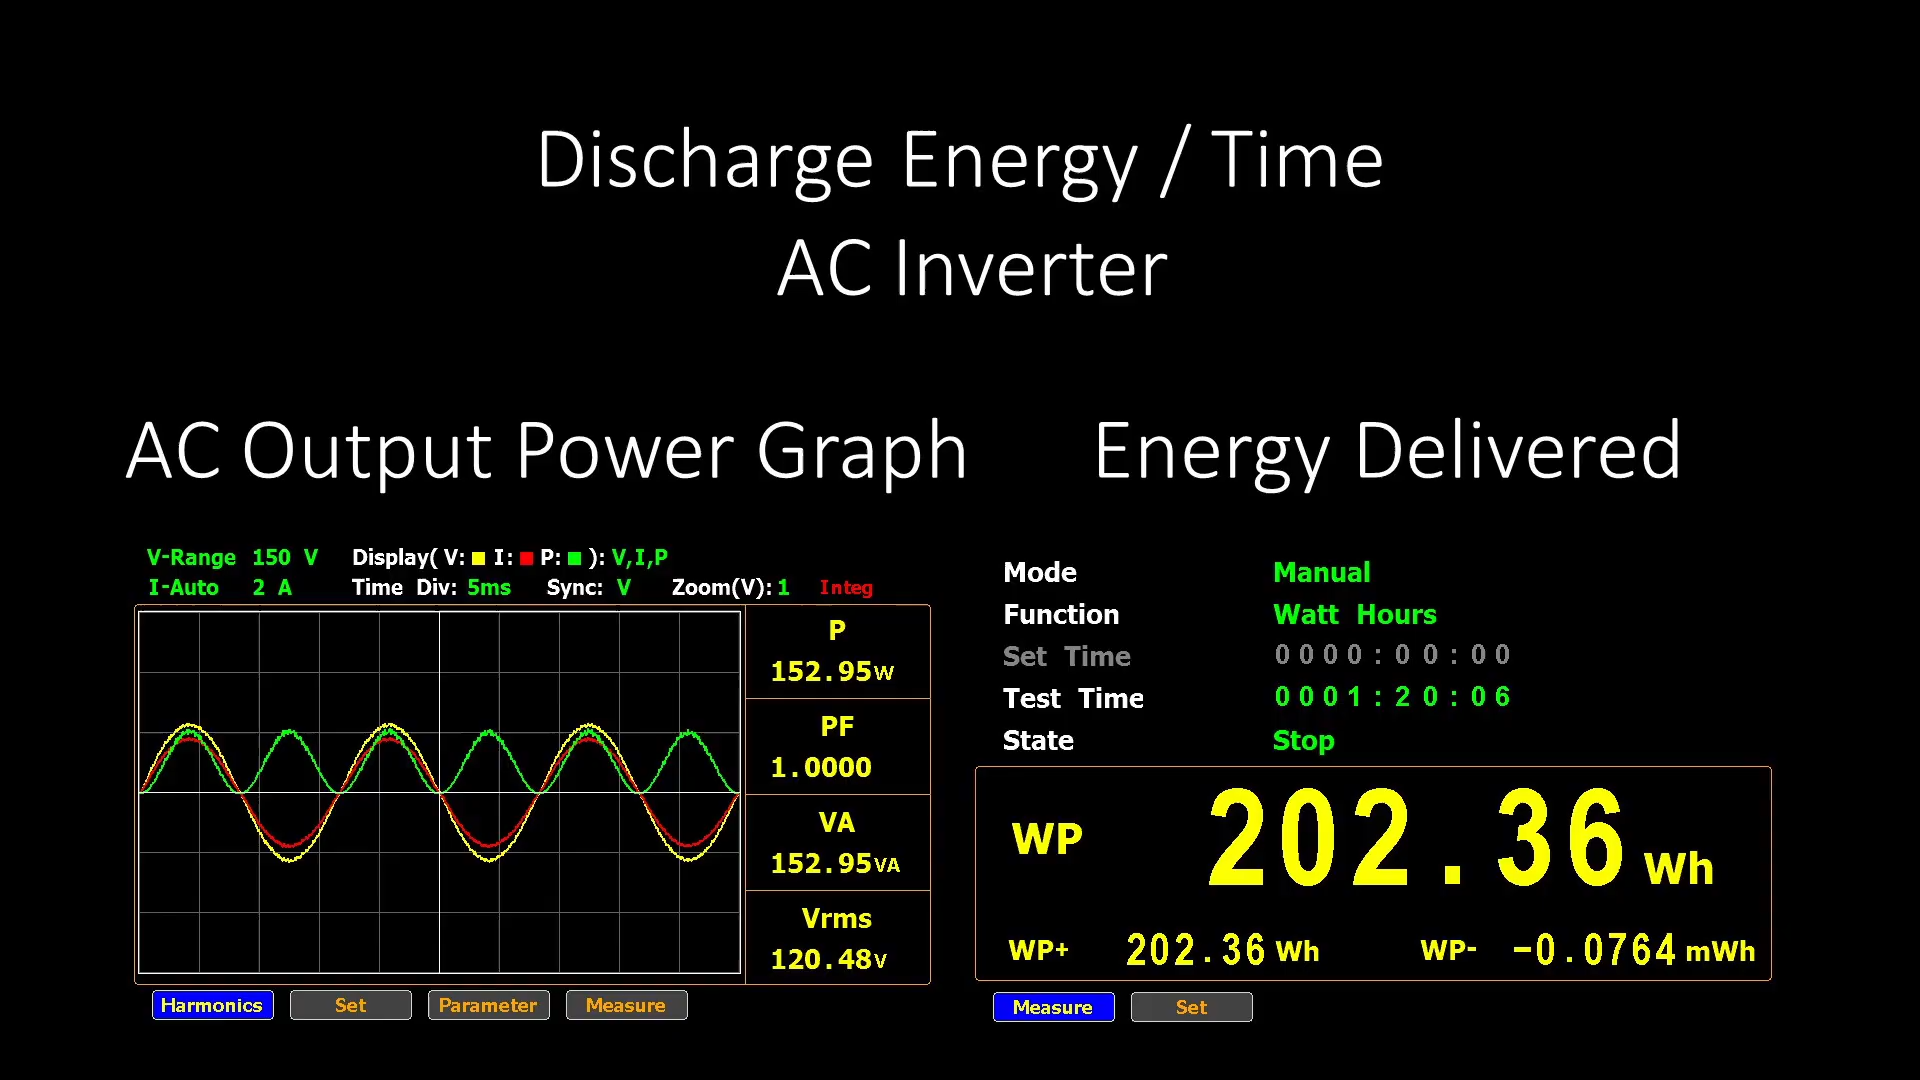 Discharge Energy / Time
AC Inverter
AC Output Power Graph
Energy Delivered
V-Range 150 V Display( V: I: P: ): V,I,P
I-Auto 2 A Time Div: 5ms Sync: V Zoom(V): 1 Integ
P
152.95W
PF
1.0000
VA
152.95VA
Vrms
120.48V
Harmonics Set Parameter Measure
Mode Manual
Function Watt Hours
Set Time 0000:00:00
Test Time 0001:20:06
State Stop
WP 202.36 Wh
WP+ 202.36 Wh WP- -0.0764 mWh
Measure Set